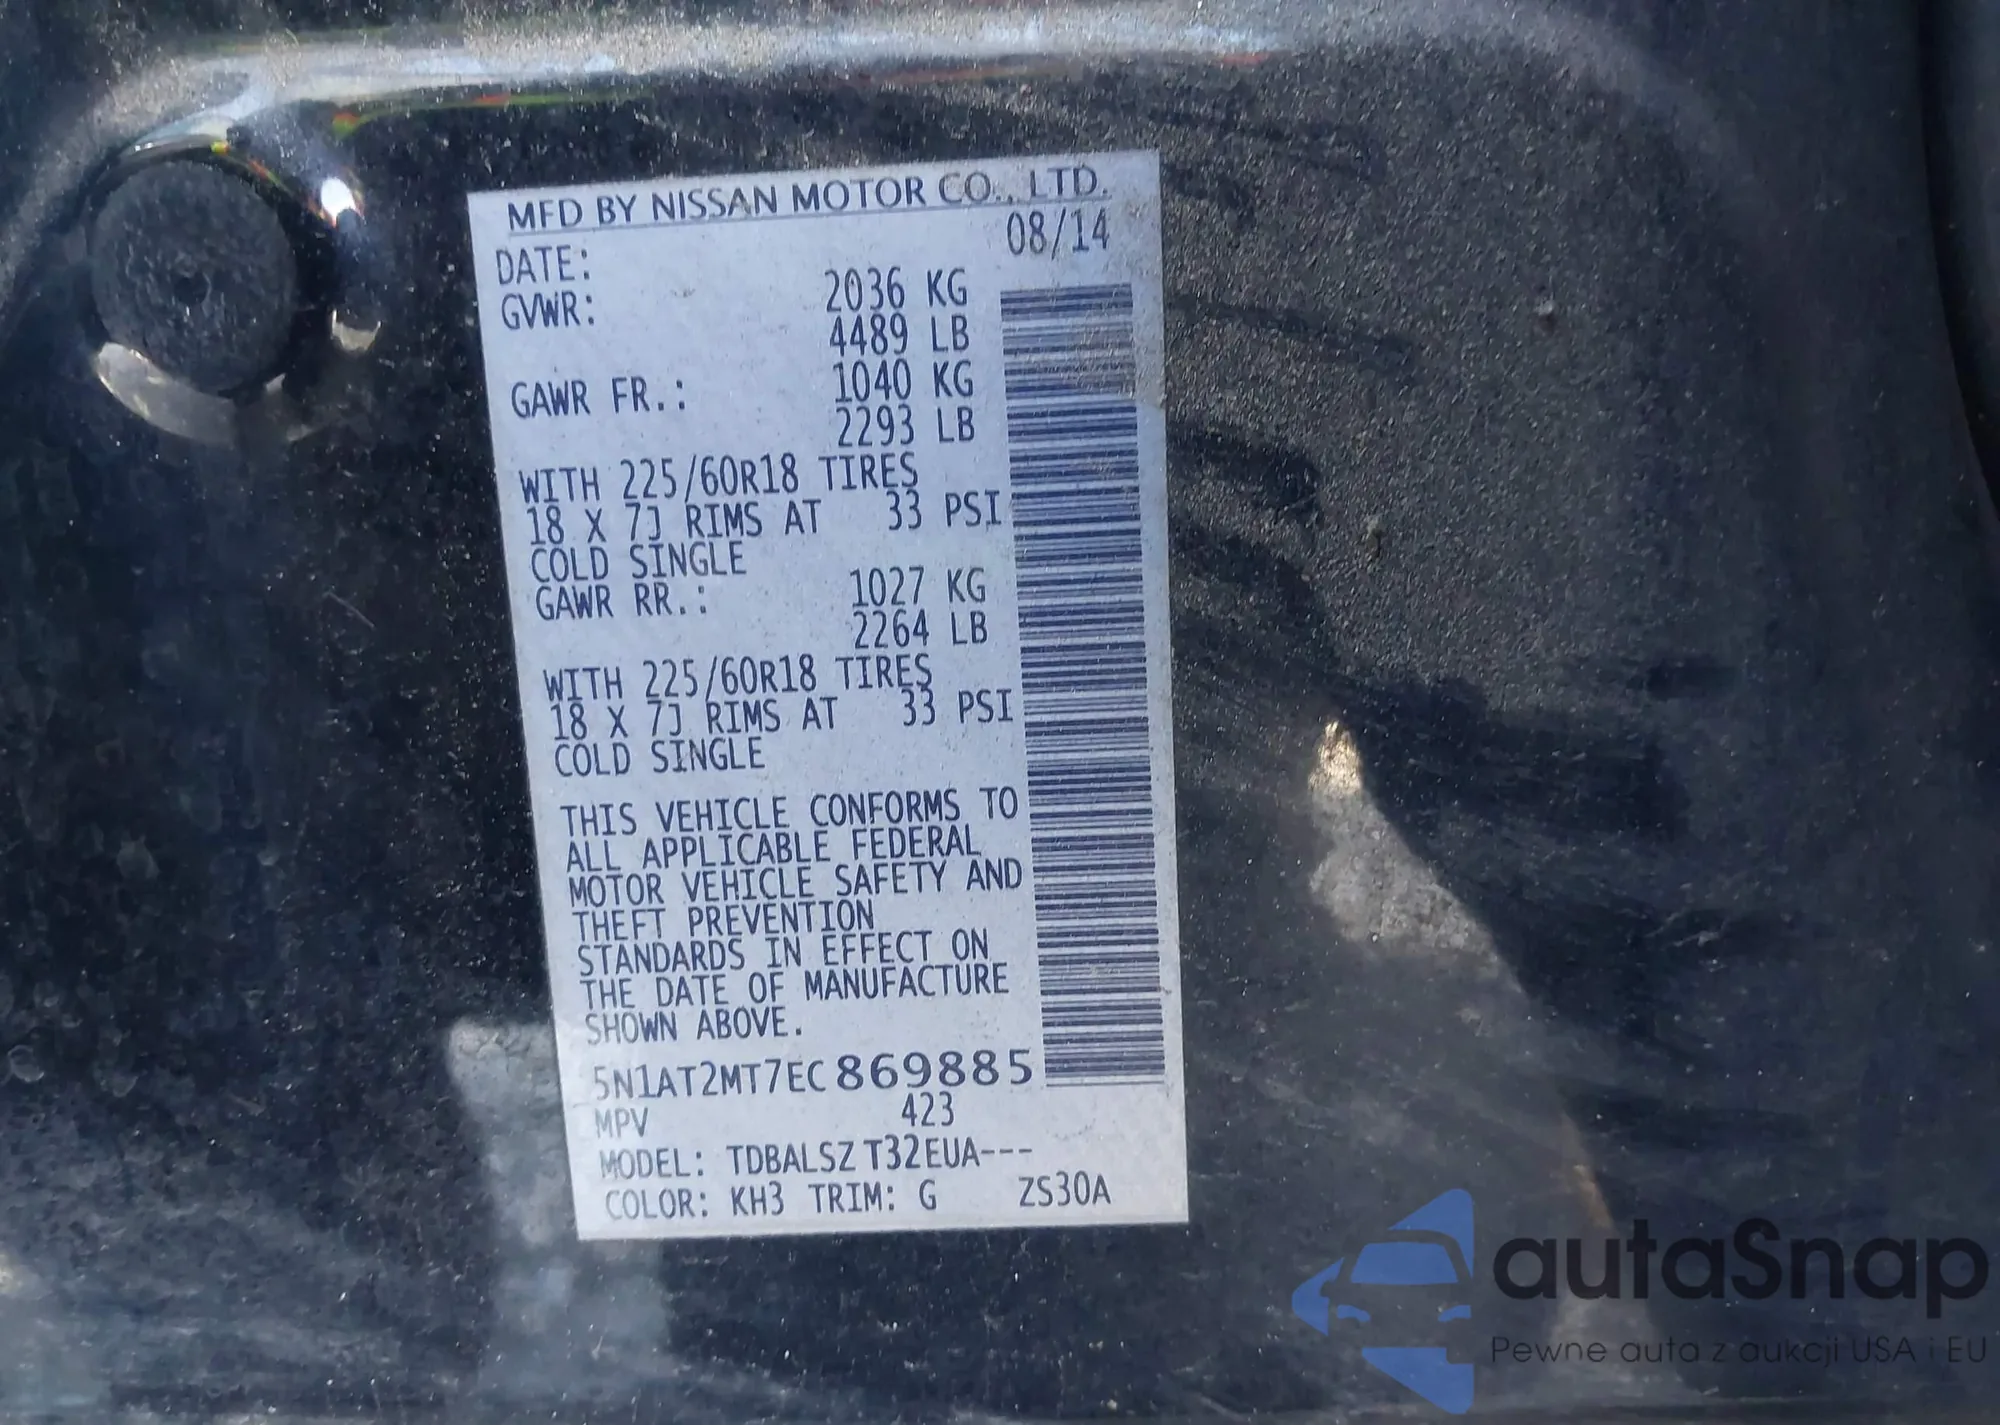 MFD BY NISSAN MOTOR CO., LTD.
DATE: 08/14
GVWR: 2036 KG
4489 LB
GAWR FR.: 1040 KG
2293 LB
WITH 225/60R18 TIRES
18 X 7J RIMS AT 33 PSI
COLD SINGLE
GAWR RR.: 1027 KG
2264 LB
WITH 225/60R18 TIRES
18 X 7J RIMS AT 33 PSI
COLD SINGLE
THIS VEHICLE CONFORMS TO
ALL APPLICABLE FEDERAL
MOTOR VEHICLE SAFETY AND
THEFT PREVENTION
STANDARDS IN EFFECT ON
THE DATE OF MANUFACTURE
SHOWN ABOVE.
5N1AT2MT7EC869885
MPV 423
MODEL: TDBALSZ T32EUA---
COLOR: KH3 TRIM: G ZS30A
autaSnap
Pewne auta z aukcji USA i EU